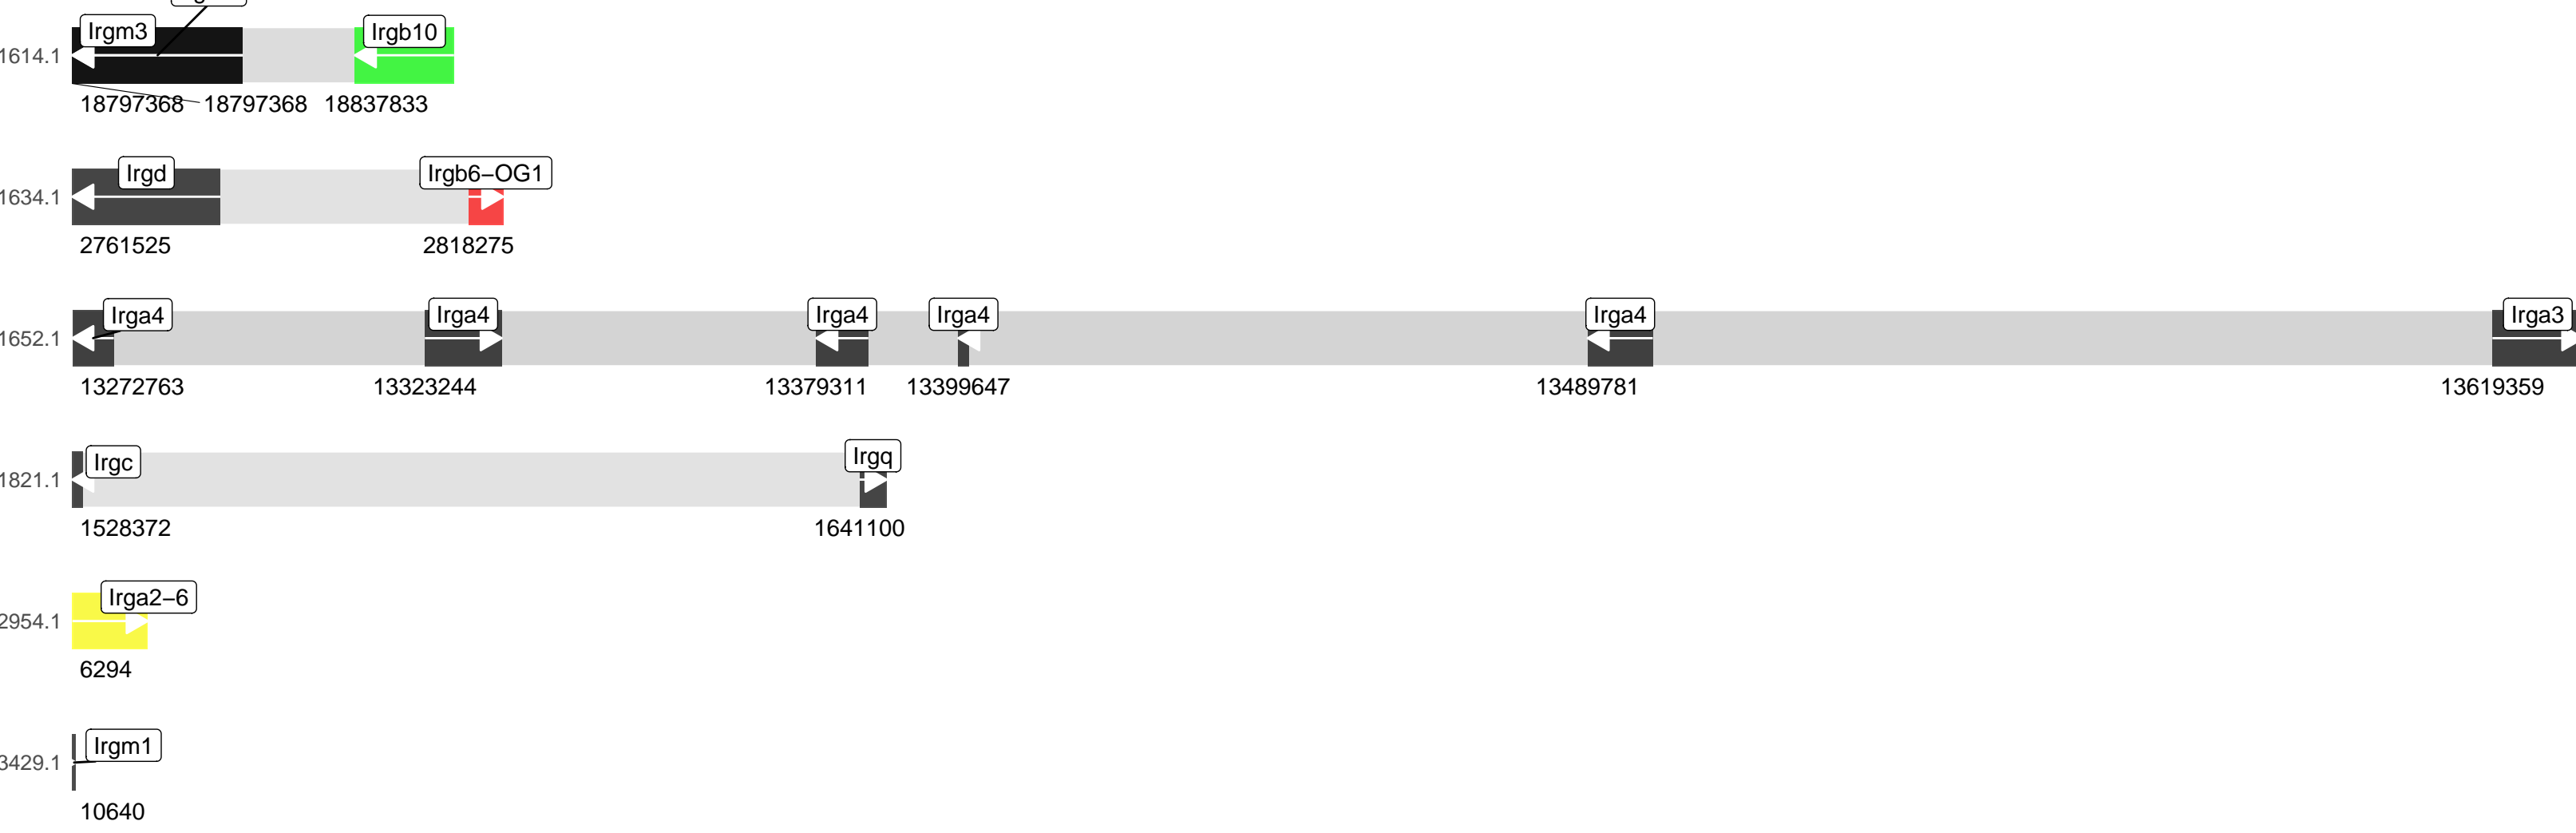 Irgm3 Irgb10
1614.1
18797368 18797368 18837833
Irgd Irgb6−OG1
1634.1
2761525 2818275
Irga4 Irga4 Irga4 Irga4 Irga4 Irga3
1652.1
13272763 13323244 13379311 13399647 13489781 13619359
Irgc Irgq
1821.1
1528372 1641100
Irga2−6
2954.1
6294
Irgm1
3429.1
10640